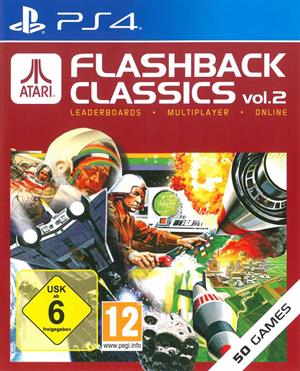 PS4
ATARI
FLASHBACK
CLASSICS vol.2
LEADERBOARDS • MULTIPLAYER • ONLINE
USK
ab
6
freigegeben
12
www.pegi.info
50 GAMES